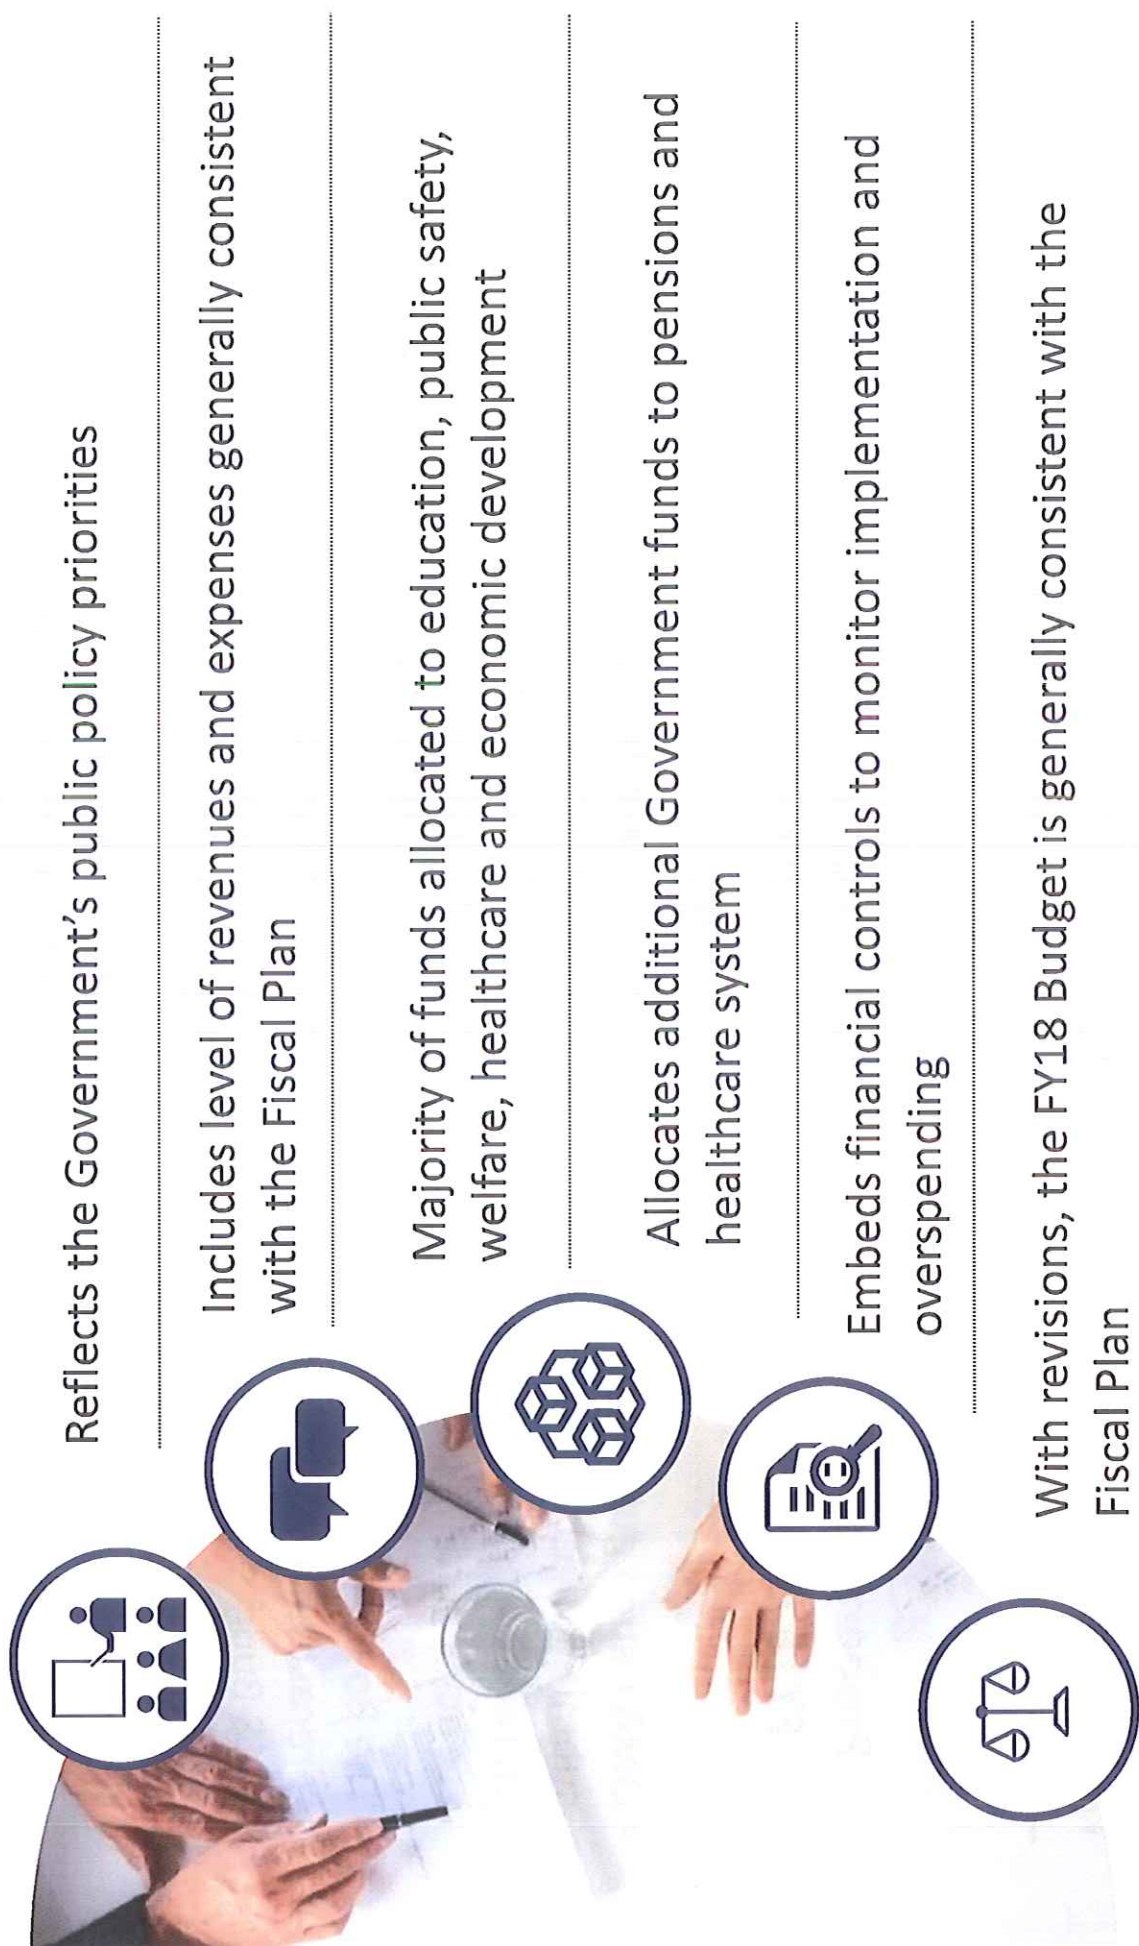 Reflects the Government's public policy priorities
Includes level of revenues and expenses generally consistent
with the Fiscal Plan
Majority of funds allocated to education, public safety,
welfare, healthcare and economic development
Allocates additional Government funds to pensions and
healthcare system
Embeds financial controls to monitor implementation and
overspending
With revisions, the FY18 Budget is generally consistent with the
Fiscal Plan